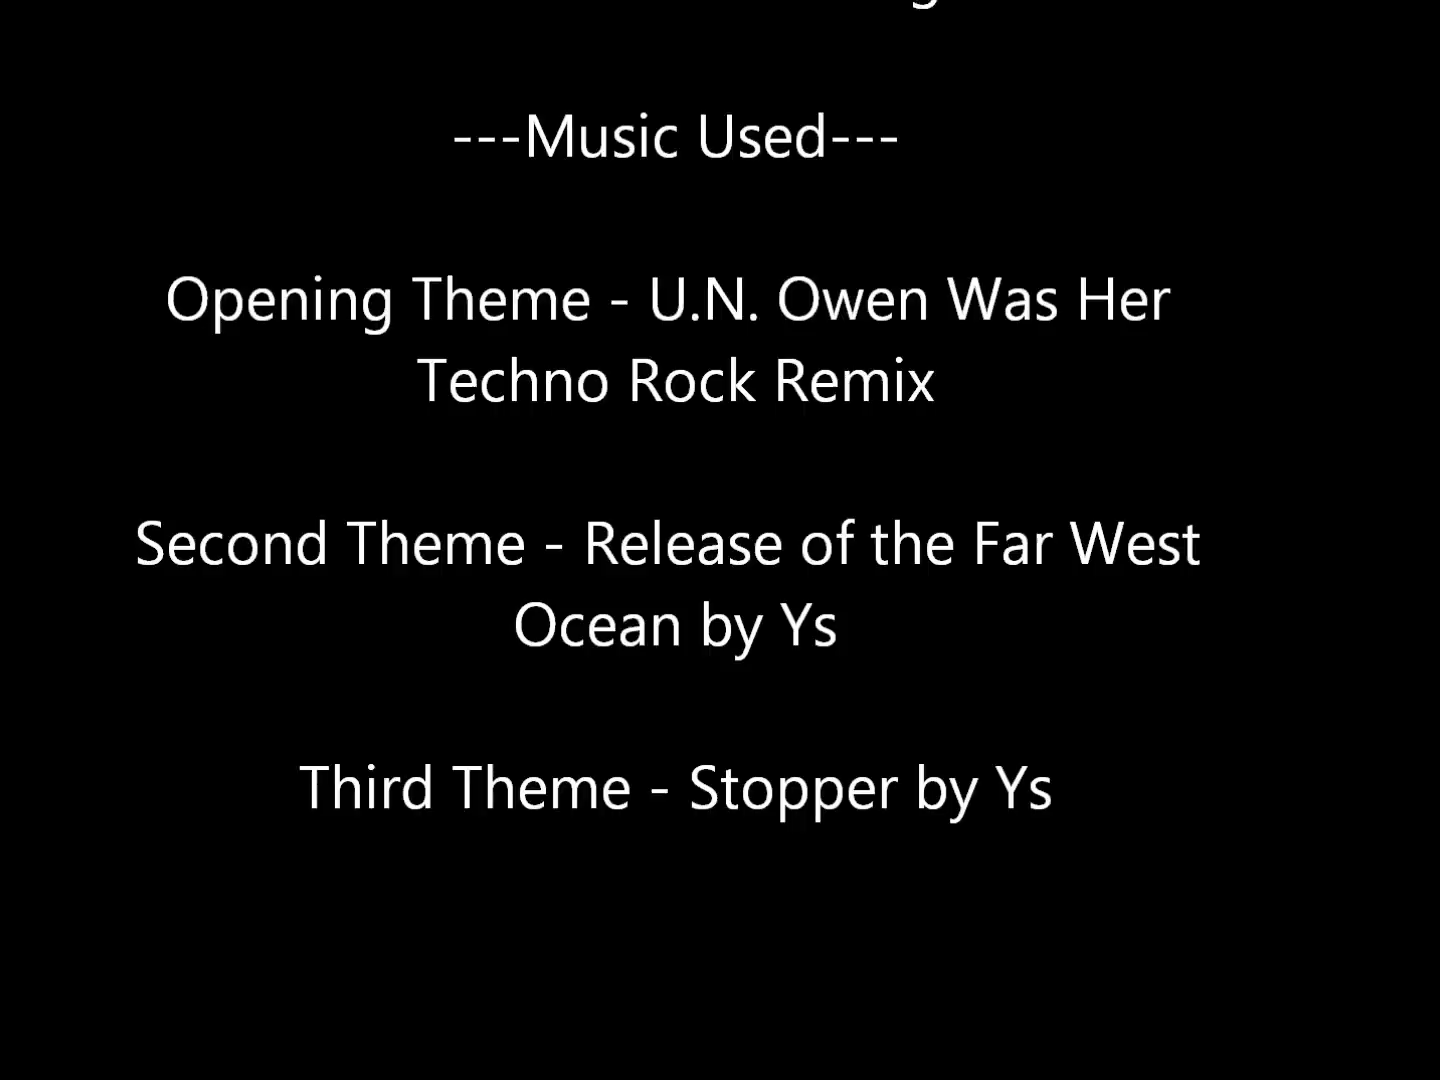 ---Music Used---
Opening Theme - U.N. Owen Was Her
Techno Rock Remix
Second Theme - Release of the Far West
Ocean by Ys
Third Theme - Stopper by Ys